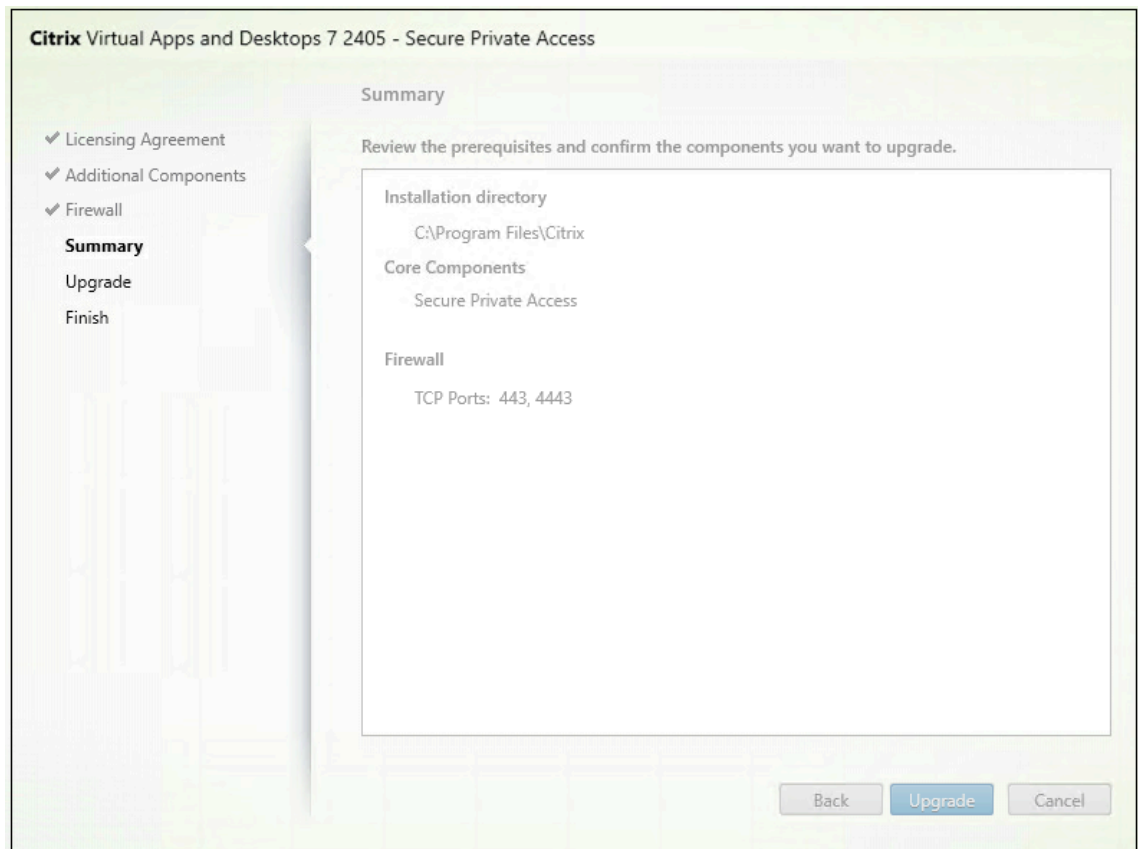 Citrix Virtual Apps and Desktops 7 2405 - Secure Private Access
Summary
✔ Licensing Agreement
✔ Additional Components
✔ Firewall
Summary
Upgrade
Finish
Review the prerequisites and confirm the components you want to upgrade.
Installation directory
C:\Program Files\Citrix
Core Components
Secure Private Access
Firewall
TCP Ports: 443, 4443
Back
Upgrade
Cancel